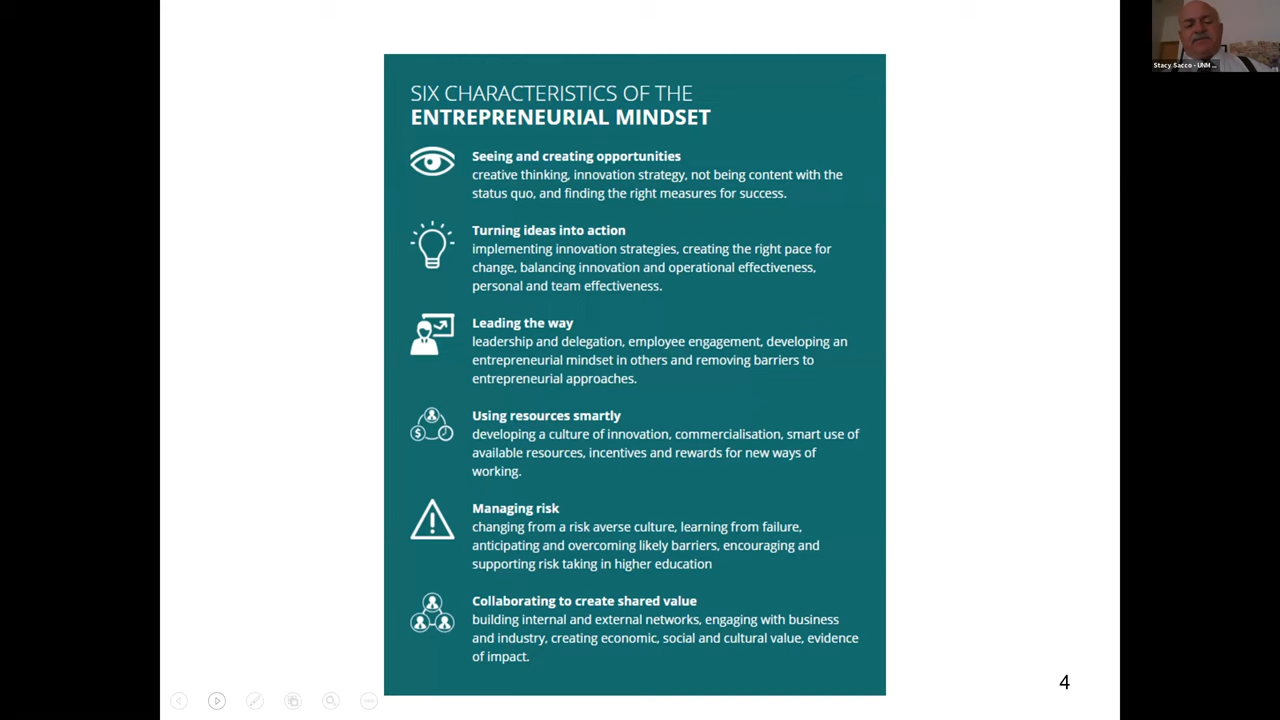 SIX CHARACTERISTICS OF THE
ENTREPRENEURIAL MINDSET
Seeing and creating opportunities
creative thinking, innovation strategy, not being content with the
status quo, and finding the right measures for success.
Turning ideas into action
implementing innovation strategies, creating the right pace for
change, balancing innovation and operational effectiveness,
personal and team effectiveness.
Leading the way
leadership and delegation, employee engagement, developing an
entrepreneurial mindset in others and removing barriers to
entrepreneurial approaches.
Using resources smartly
developing a culture of innovation, commercialisation, smart use of
available resources, incentives and rewards for new ways of
working.
Managing risk
changing from a risk averse culture, learning from failure,
anticipating and overcoming likely barriers, encouraging and
supporting risk taking in higher education
Collaborating to create shared value
building internal and external networks, engaging with business
and industry, creating economic, social and cultural value, evidence
of impact.
4
Stacy Sacco - UNM ...